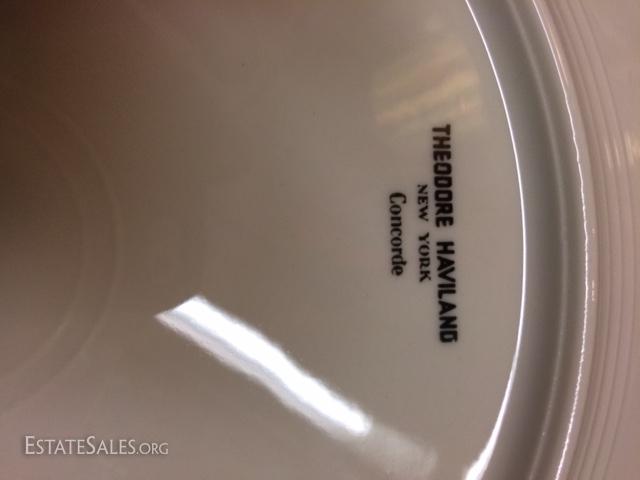 THEODORE HAVILAND
NEW YORK
Concorde
ESTATESALES.ORG